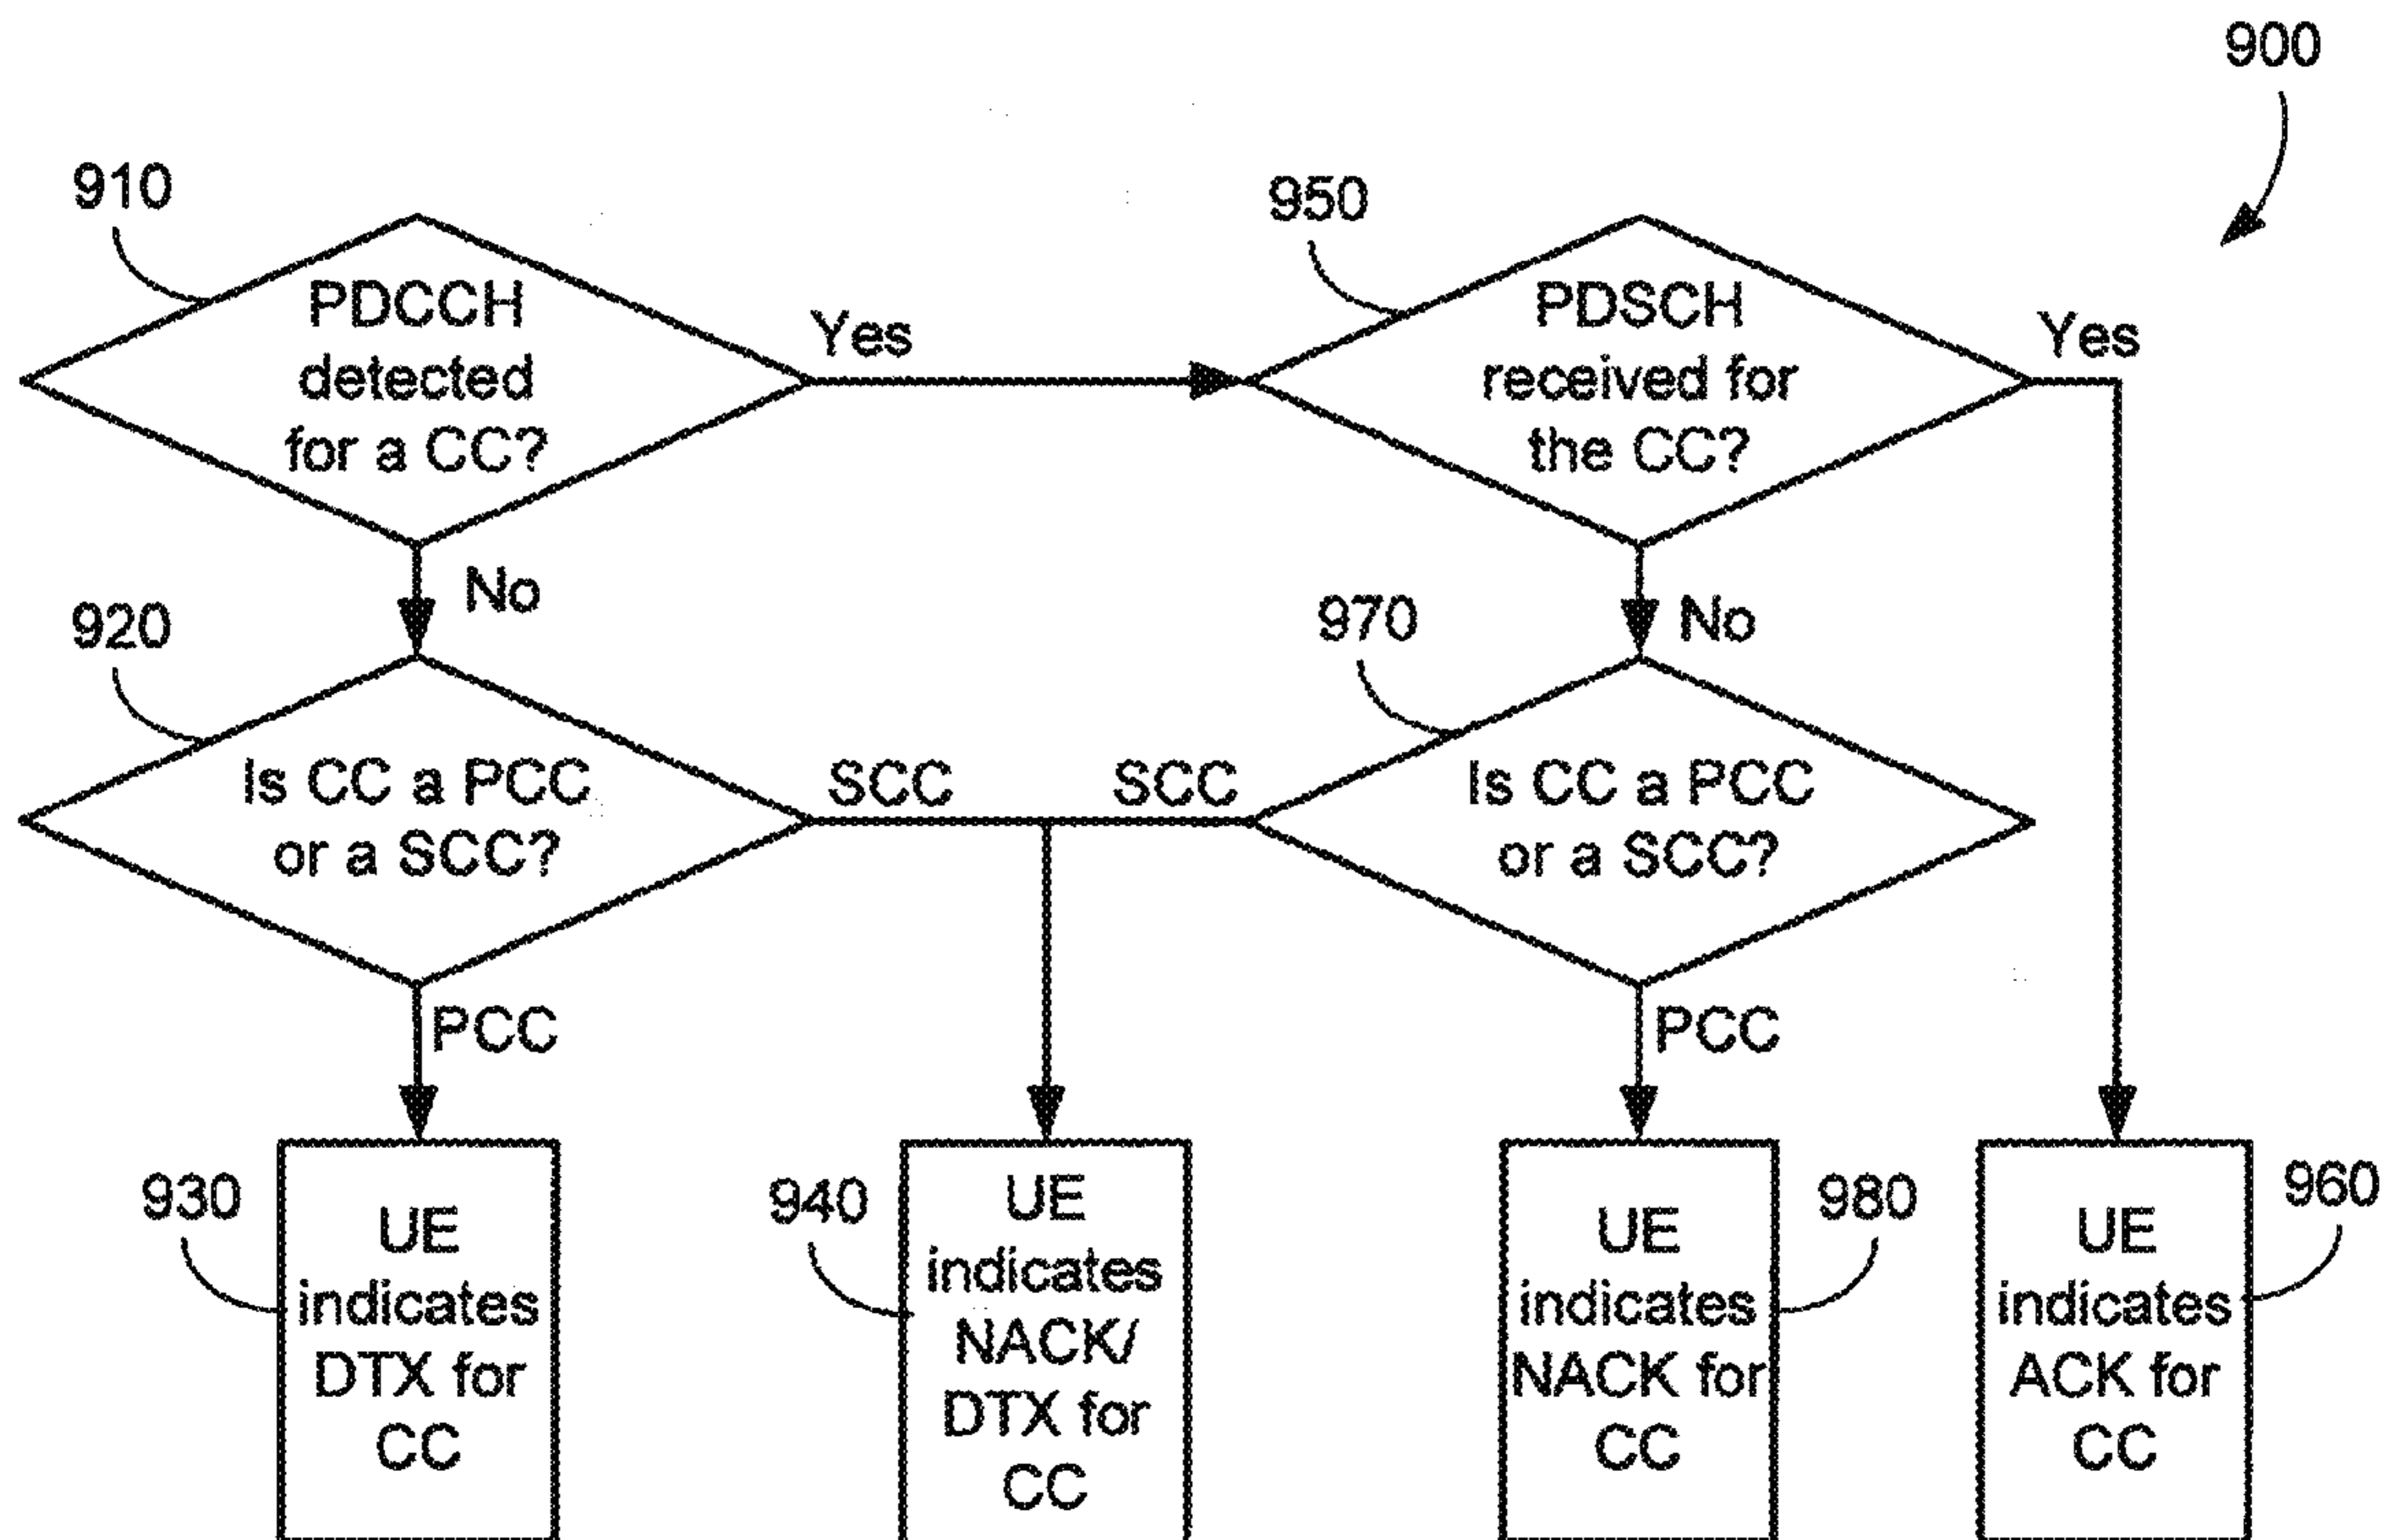 900
910
PDCCH
detected
for a CC?
Yes
950
PDSCH
received for
the CC?
Yes
No
No
920
Is CC a PCC
or a SCC?
SCC
SCC
970
Is CC a PCC
or a SCC?
PCC
PCC
930
UE
indicates
DTX for
CC
940
UE
indicates
NACK/
DTX for
CC
UE
indicates
NACK for
CC
980
UE
indicates
ACK for
CC
960